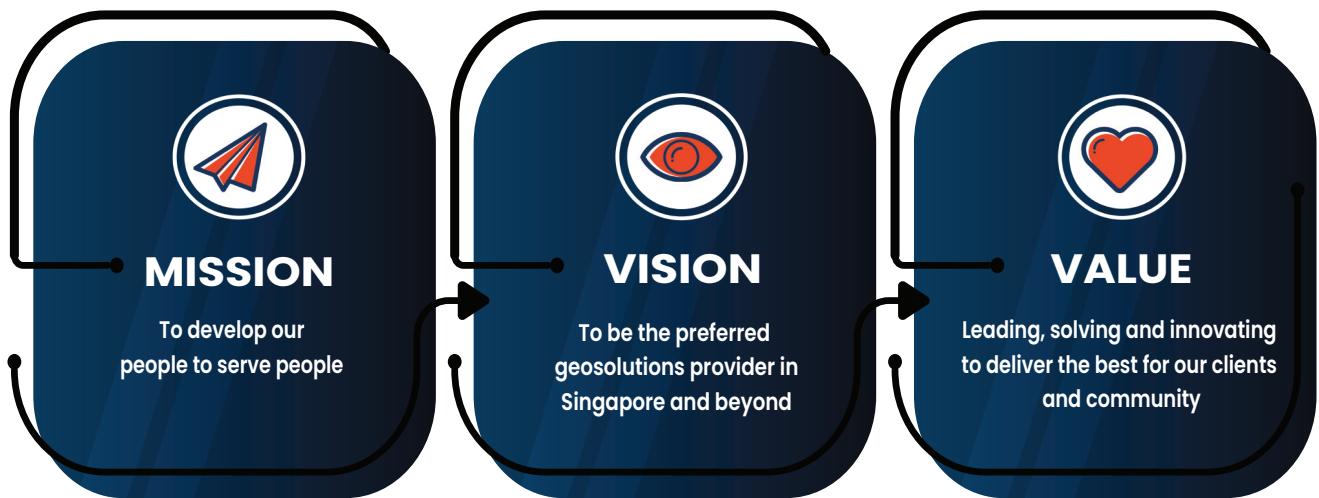 MISSION
To develop our
people to serve people
VISION
To be the preferred
geosolutions provider in
Singapore and beyond
VALUE
Leading, solving and innovating
to deliver the best for our clients
and community